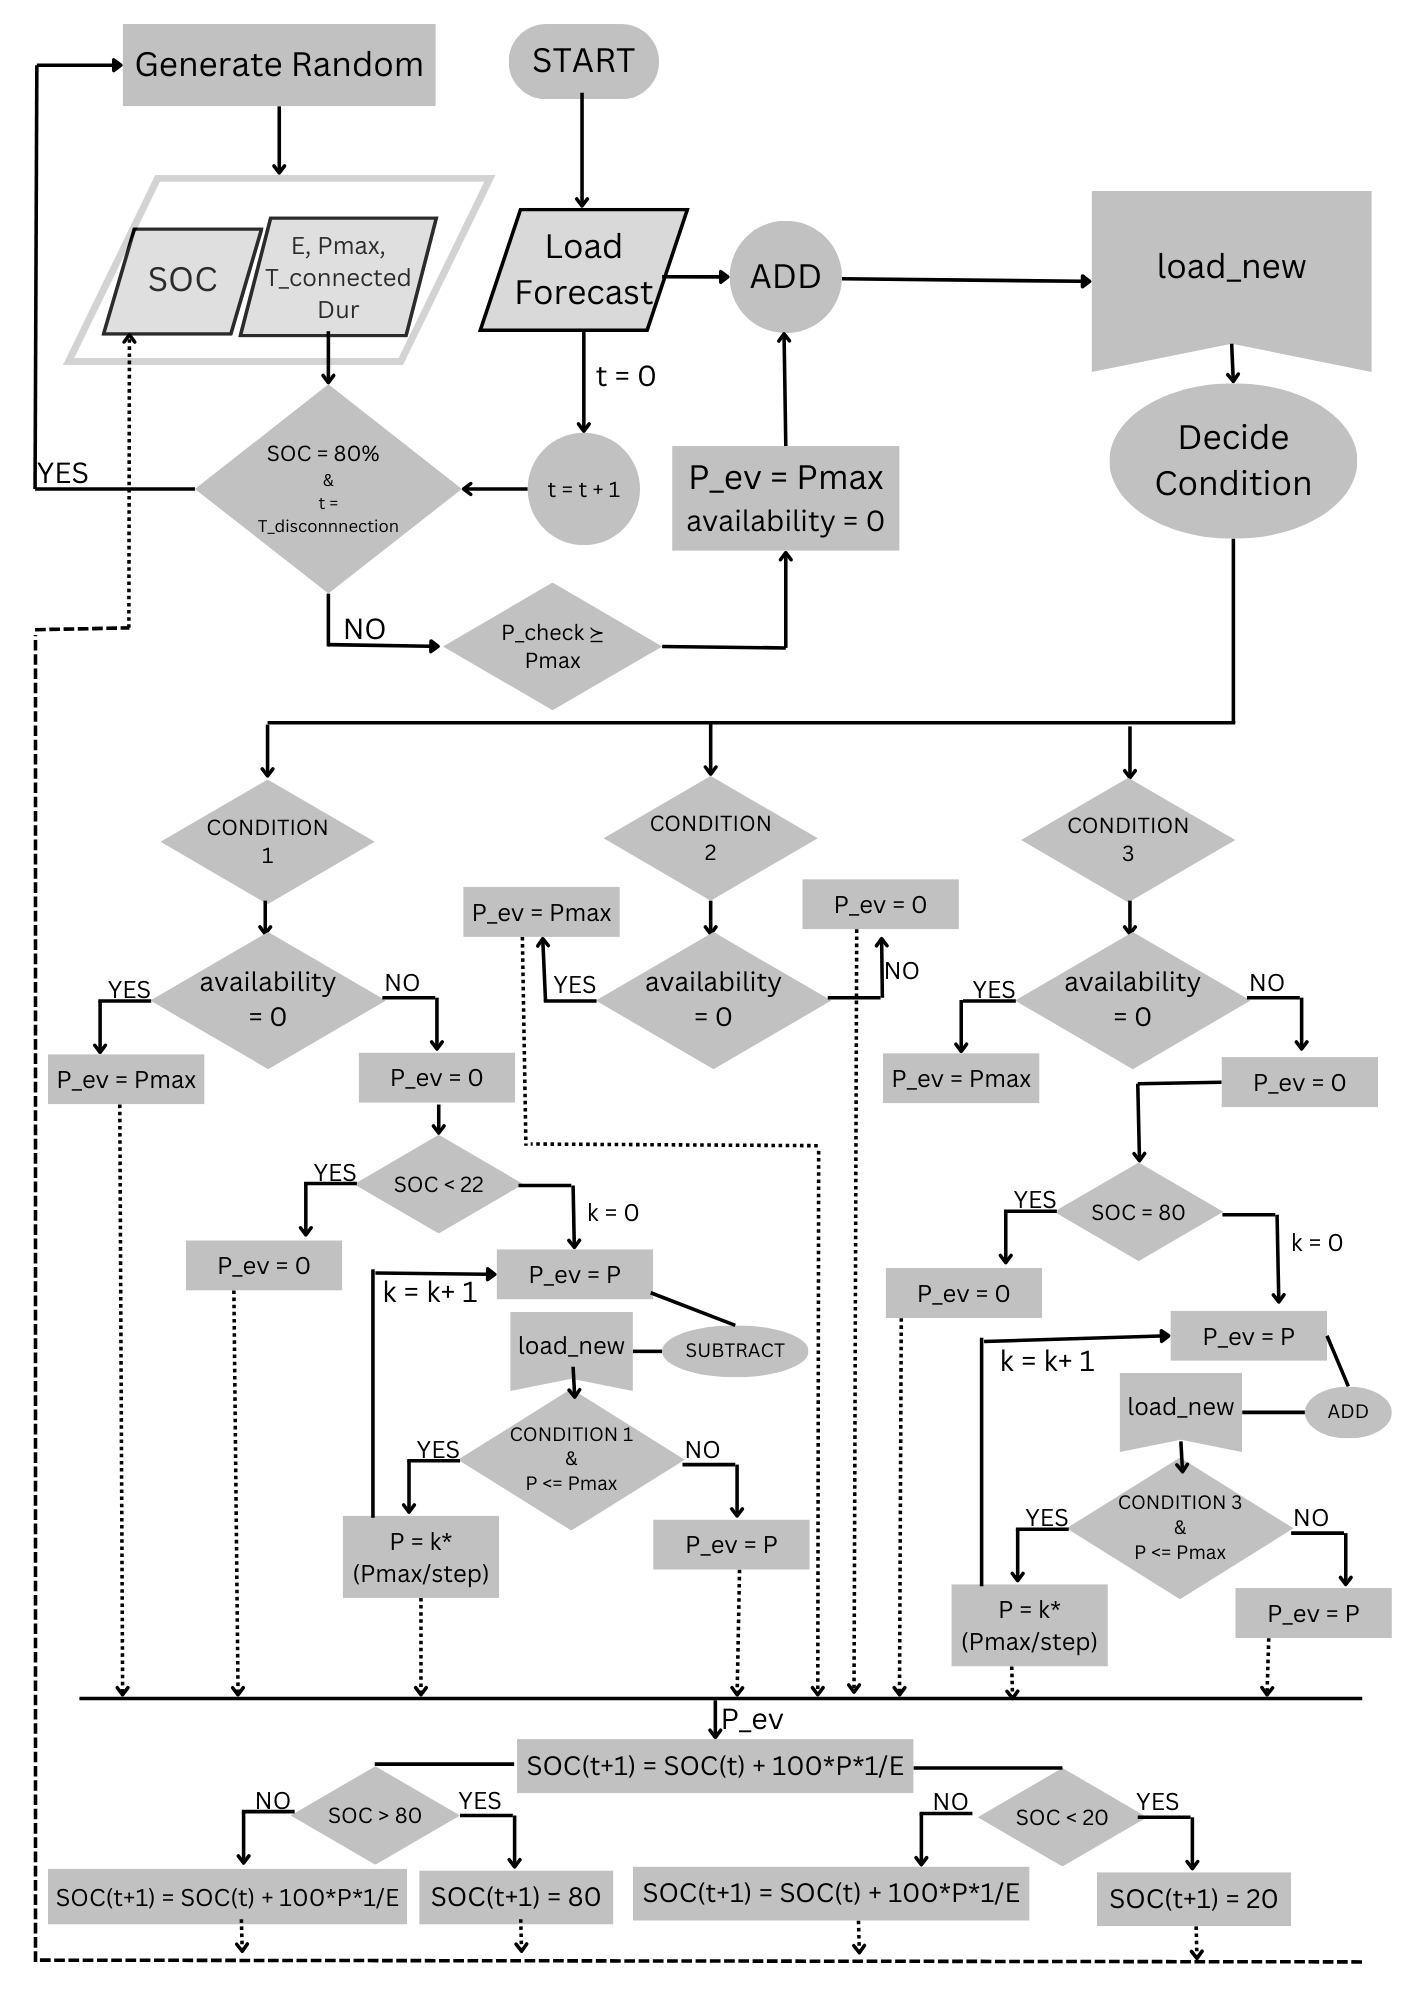 Generate Random
START
SOC
E, Pmax,
T_connected
Dur
Load
Forecast
ADD
load_new
t = 0
Decide
Condition
SOC = 80%
&
t =
T_disconnnection
YES
t = t + 1
P_ev = Pmax
availability = 0
NO
P_check ⪰
Pmax
CONDITION
1
CONDITION
2
CONDITION
3
P_ev = Pmax
P_ev = 0
YES
availability
= 0
NO
YES
availability
= 0
NO
YES
availability
= 0
NO
P_ev = Pmax
P_ev = 0
P_ev = Pmax
P_ev = 0
YES
SOC < 22
k = 0
YES
SOC = 80
k = 0
P_ev = 0
k = k+ 1
P_ev = P
P_ev = 0
k = k+ 1
P_ev = P
load_new
SUBTRACT
load_new
ADD
YES
CONDITION 1
&
P <= Pmax
NO
YES
CONDITION 3
&
P <= Pmax
NO
P = k*
(Pmax/step)
P_ev = P
P = k*
(Pmax/step)
P_ev = P
P_ev
SOC(t+1) = SOC(t) + 100*P*1/E
NO
SOC > 80
YES
NO
SOC < 20
YES
SOC(t+1) = SOC(t) + 100*P*1/E
SOC(t+1) = 80
SOC(t+1) = SOC(t) + 100*P*1/E
SOC(t+1) = 20